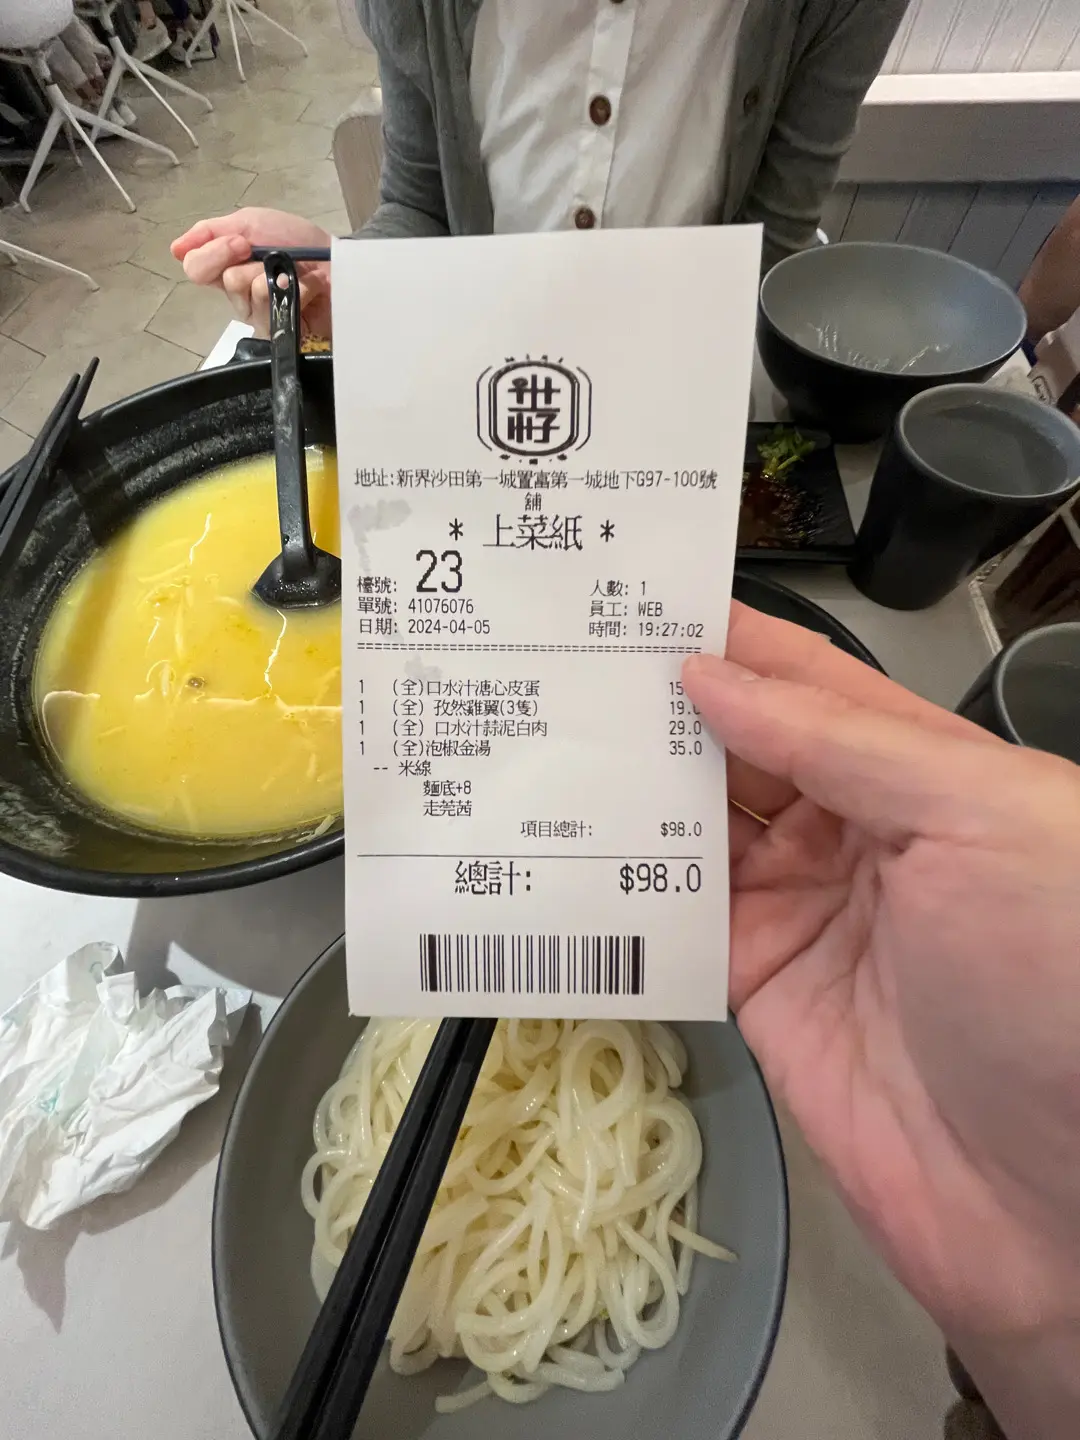 地址:新界沙田第一城置富第一城地下G97-100號
舖
* 上菜紙 *
檯號: 23
人數: 1
單號: 41076076
員工: WEB
日期: 2024-04-05
時間: 19:27:02
1 (全)口水汁溏心皮蛋 15
1 (全) 孜然雞翼(3隻) 19.0
1 (全) 口水汁蒜泥白肉 29.0
1 (全)泡椒金湯 35.0
-- 米線
麵底+8
走莞茜
項目總計: $98.0
總計: $98.0